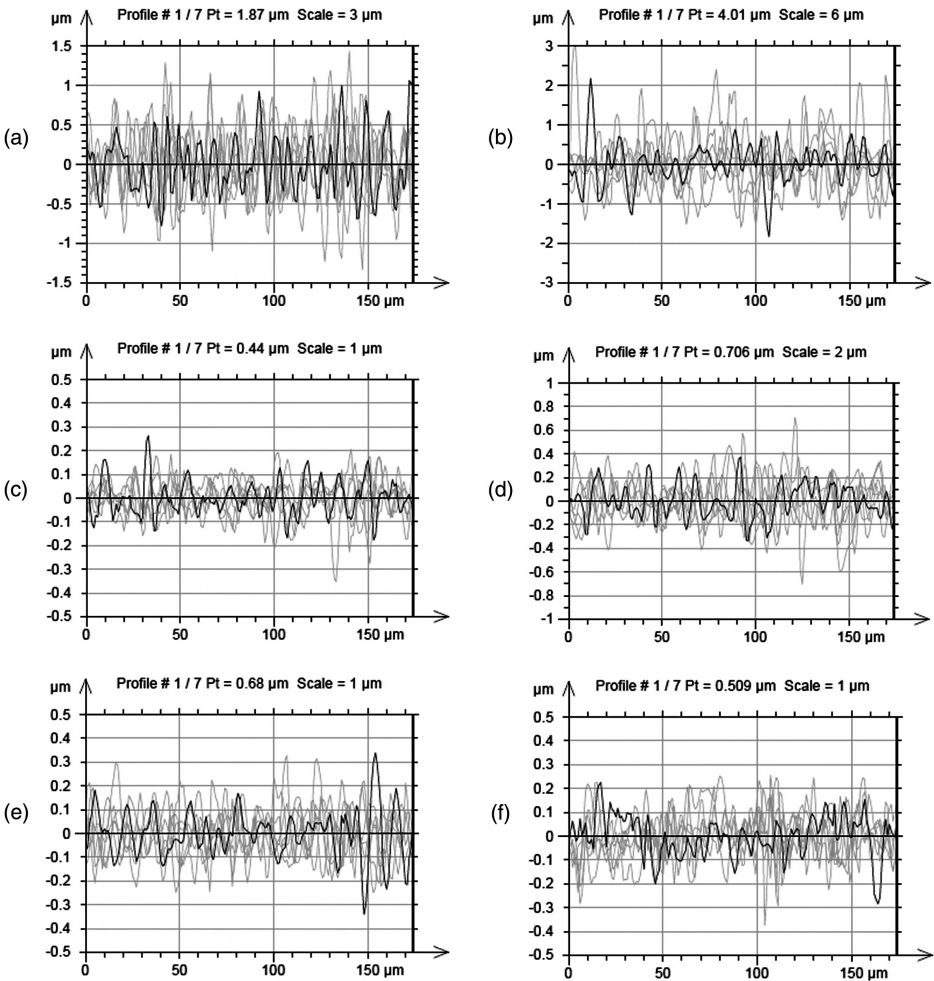 Profile # 1 / 7 Pt = 1.87 µm Scale = 3 µm
µm
1.5
1
0.5
(a)
0
-0.5
-1
-1.5
0 50 100 150 µm
Profile # 1 / 7 Pt = 4.01 µm Scale = 6 µm
µm
3
2
1
(b)
0
-1
-2
-3
0 50 100 150 µm
Profile # 1 / 7 Pt = 0.44 µm Scale = 1 µm
µm
0.5
0.4
0.3
0.2
0.1
(c)
0
-0.1
-0.2
-0.3
-0.4
-0.5
0 50 100 150 µm
Profile # 1 / 7 Pt = 0.706 µm Scale = 2 µm
µm
1
0.8
0.6
0.4
0.2
(d)
0
-0.2
-0.4
-0.6
-0.8
-1
0 50 100 150 µm
Profile # 1 / 7 Pt = 0.68 µm Scale = 1 µm
µm
0.5
0.4
0.3
0.2
0.1
(e)
0
-0.1
-0.2
-0.3
-0.4
-0.5
0 50 100 150 µm
Profile # 1 / 7 Pt = 0.509 µm Scale = 1 µm
µm
0.5
0.4
0.3
0.2
0.1
(f)
0
-0.1
-0.2
-0.3
-0.4
-0.5
0 50 100 150 µm